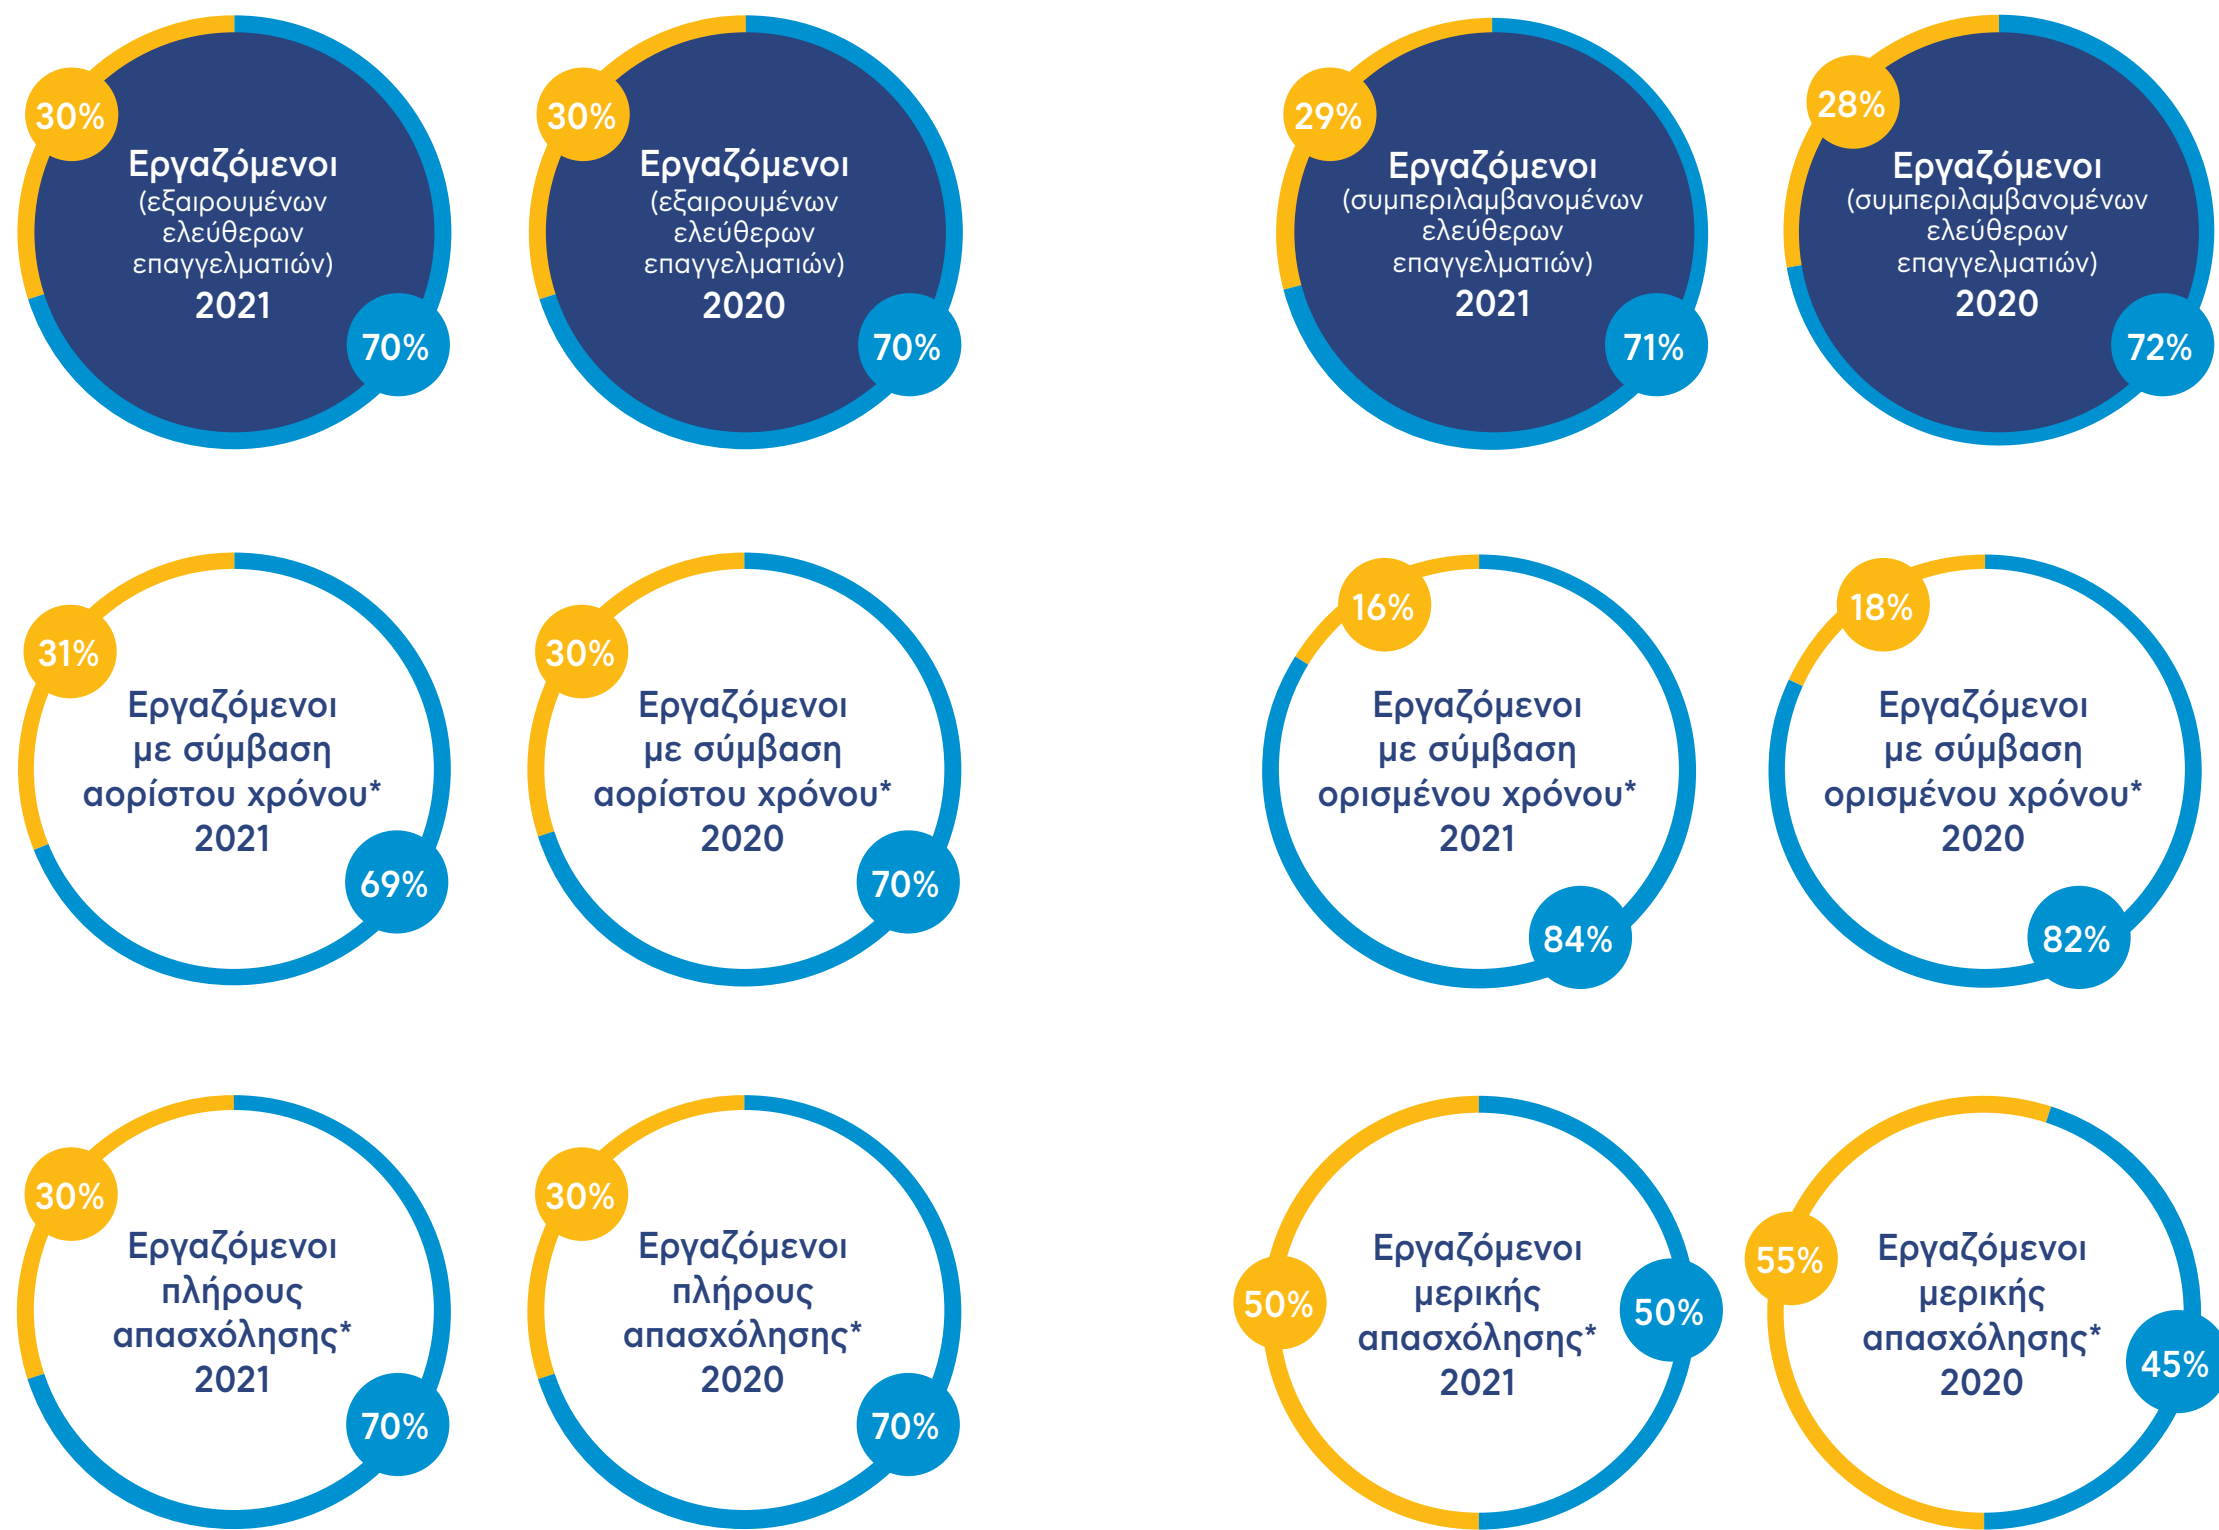 30%
Εργαζόμενοι
(εξαιρουμένων
ελεύθερων
επαγγελματιών)
2021
70%
30%
Εργαζόμενοι
(εξαιρουμένων
ελεύθερων
επαγγελματιών)
2020
70%
29%
Εργαζόμενοι
(συμπεριλαμβανομένων
ελεύθερων
επαγγελματιών)
2021
71%
28%
Εργαζόμενοι
(συμπεριλαμβανομένων
ελεύθερων
επαγγελματιών)
2020
72%
31%
Εργαζόμενοι
με σύμβαση
αορίστου χρόνου*
2021
69%
30%
Εργαζόμενοι
με σύμβαση
αορίστου χρόνου*
2020
70%
16%
Εργαζόμενοι
με σύμβαση
ορισμένου χρόνου*
2021
84%
18%
Εργαζόμενοι
με σύμβαση
ορισμένου χρόνου*
2020
82%
30%
Εργαζόμενοι
πλήρους
απασχόλησης*
2021
70%
30%
Εργαζόμενοι
πλήρους
απασχόλησης*
2020
70%
50%
Εργαζόμενοι
μερικής
απασχόλησης*
2021
50%
55%
Εργαζόμενοι
μερικής
απασχόλησης*
2020
45%